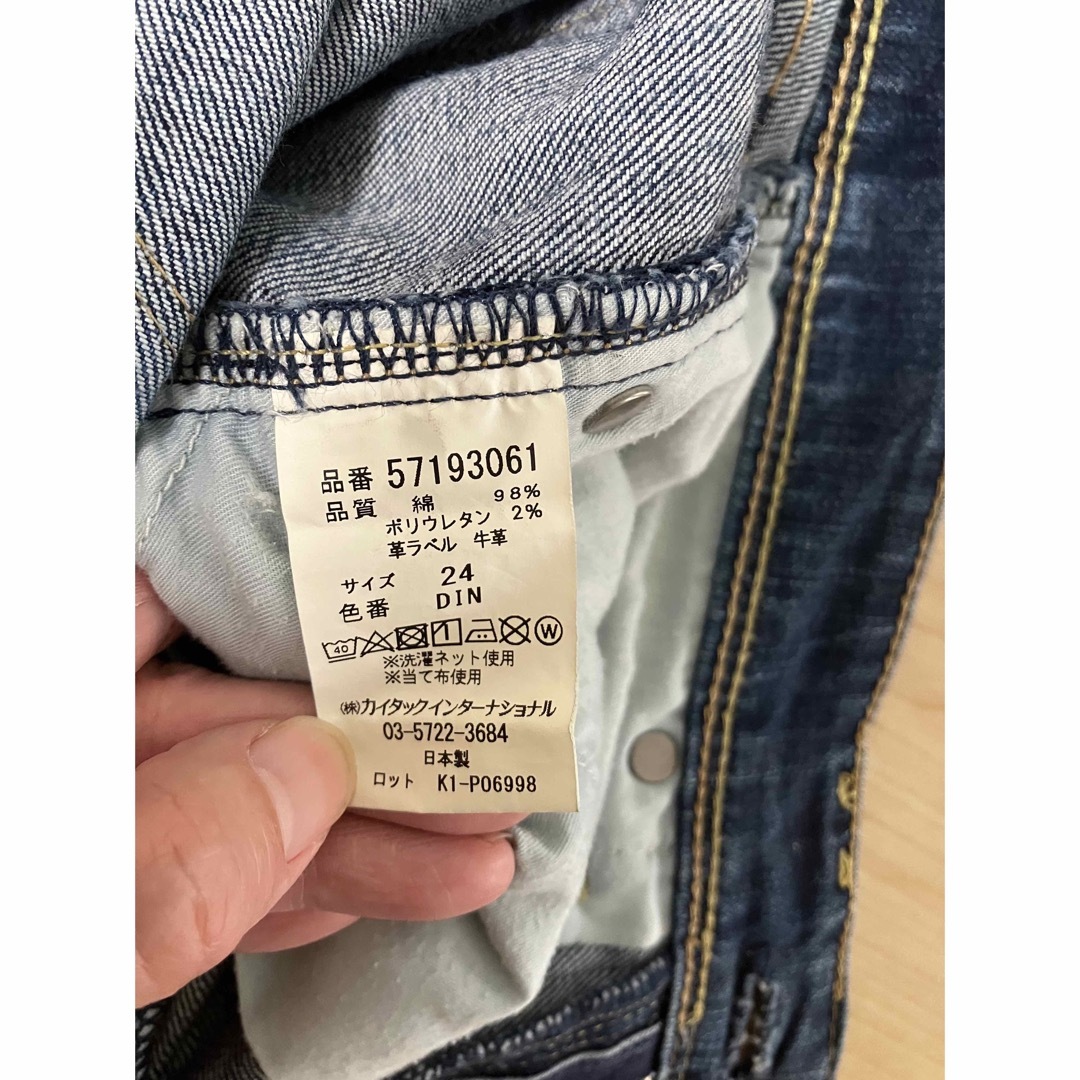 品番 57193061
品質 綿 98%
ポリウレタン 2%
革ラベル 牛革
サイズ 24
色番 DIN
40 1 W
※洗濯ネット使用
※当て布使用
㈱カイタックインターナショナル
03-5722-3684
日本製
ロット K1-P06998